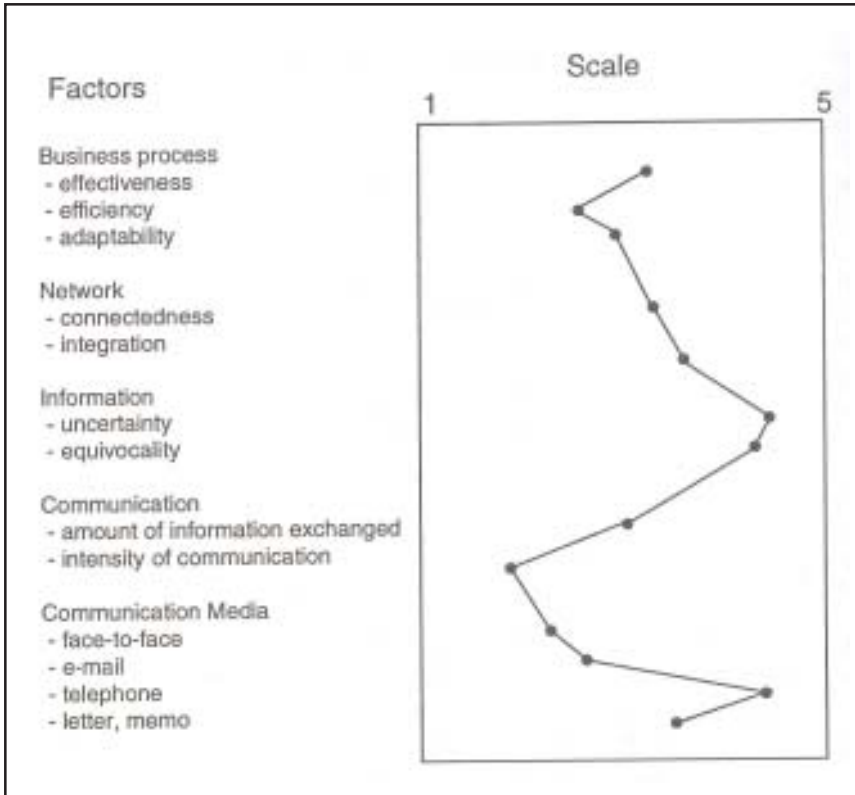 Scale
Factors
1 5
Business process
- effectiveness
- efficiency
- adaptability
Network
- connectedness
- integration
Information
- uncertainty
- equivocality
Communication
- amount of information exchanged
- intensity of communication
Communication Media
- face-to-face
- e-mail
- telephone
- letter, memo